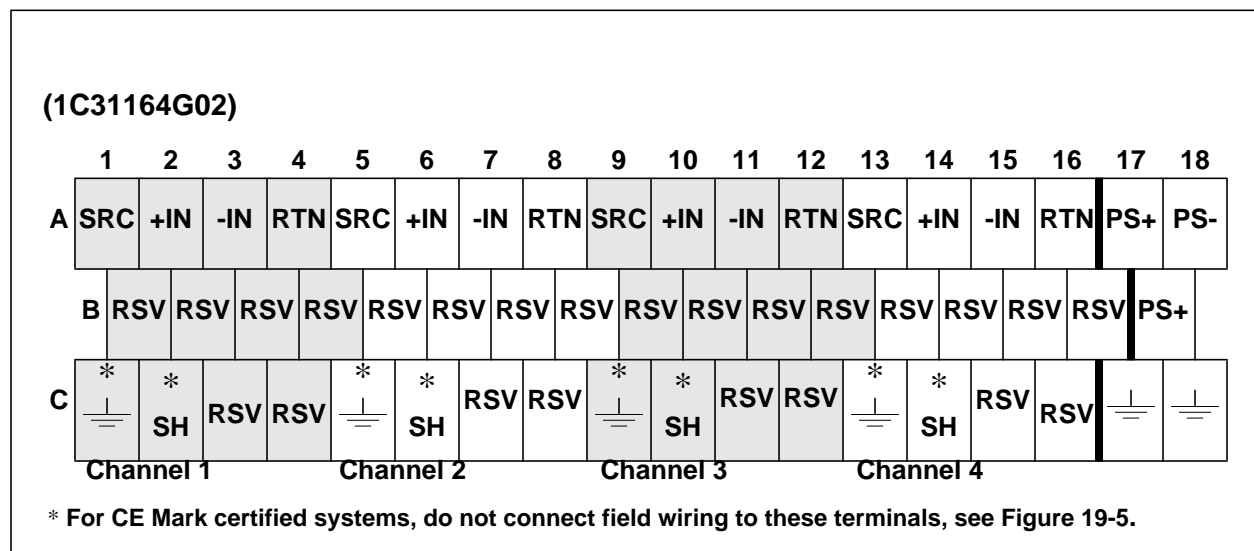 (1C31164G02)
1 2 3 4 5 6 7 8 9 10 11 12 13 14 15 16 17 18
A SRC +IN -IN RTN SRC +IN -IN RTN SRC +IN -IN RTN SRC +IN -IN RTN PS+ PS-
B RSV RSV RSV RSV RSV RSV RSV RSV RSV RSV RSV RSV RSV RSV RSV RSV PS+
* * * * * * * *
C SH RSV RSV SH RSV RSV SH RSV RSV SH RSV RSV
Channel 1 Channel 2 Channel 3 Channel 4
* For CE Mark certified systems, do not connect field wiring to these terminals, see Figure 19-5.